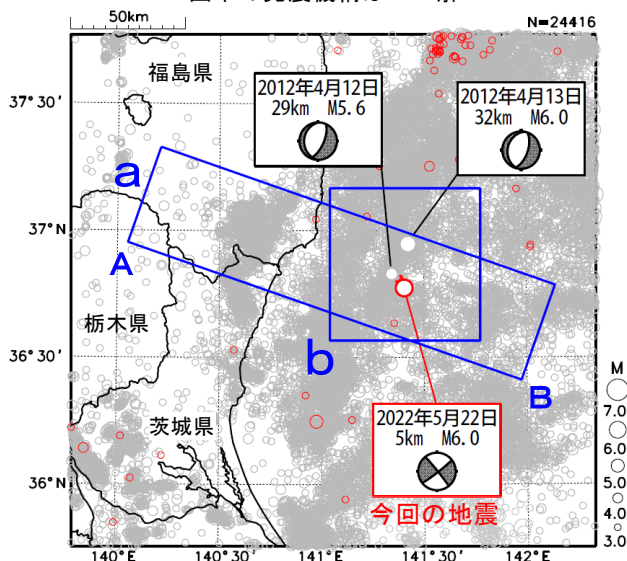 50km
N=24416
福島県
2012年4月12日
29km M5.6
2012年4月13日
32km M6.0
37°30′
a
37°N
A
栃木県
36°30′
b
B
茨城県
2022年5月22日
5km M6.0
今回の地震
36°N
M
7.0
6.0
5.0
4.0
3.0
140°E
140°30′
141°E
141°30′
142°E